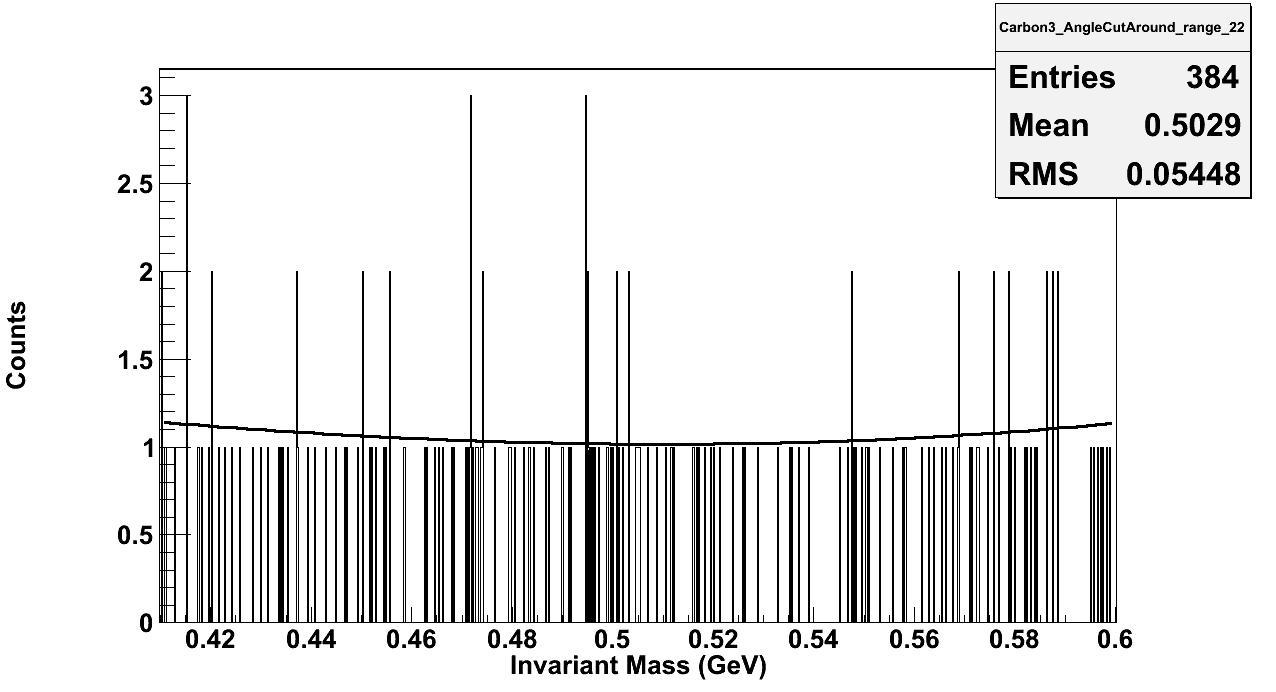 Carbon3_AngleCutAround_range_22
Entries 384
Mean 0.5029
RMS 0.05448
Counts
3
2.5
2
1.5
1
0.5
0
0.42 0.44 0.46 0.48 0.5 0.52 0.54 0.56 0.58 0.6
Invariant Mass (GeV)